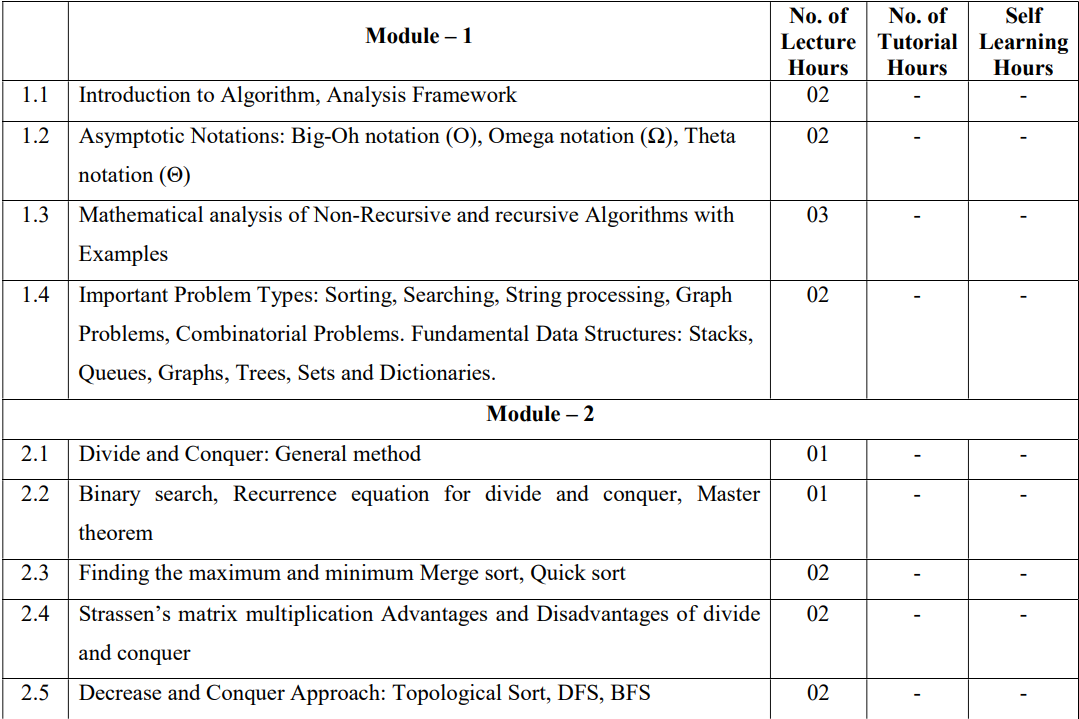 Module – 1 No. of Lecture Hours No. of Tutorial Hours Self Learning Hours
1.1 Introduction to Algorithm, Analysis Framework 02 - -
1.2 Asymptotic Notations: Big-Oh notation (O), Omega notation (Ω), Theta 02 - -
notation (Θ)
1.3 Mathematical analysis of Non-Recursive and recursive Algorithms with 03 - -
Examples
1.4 Important Problem Types: Sorting, Searching, String processing, Graph 02 - -
Problems, Combinatorial Problems. Fundamental Data Structures: Stacks,
Queues, Graphs, Trees, Sets and Dictionaries.
Module – 2
2.1 Divide and Conquer: General method 01 - -
2.2 Binary search, Recurrence equation for divide and conquer, Master 01 - -
theorem
2.3 Finding the maximum and minimum Merge sort, Quick sort 02 - -
2.4 Strassen’s matrix multiplication Advantages and Disadvantages of divide 02 - -
and conquer
2.5 Decrease and Conquer Approach: Topological Sort, DFS, BFS 02 - -